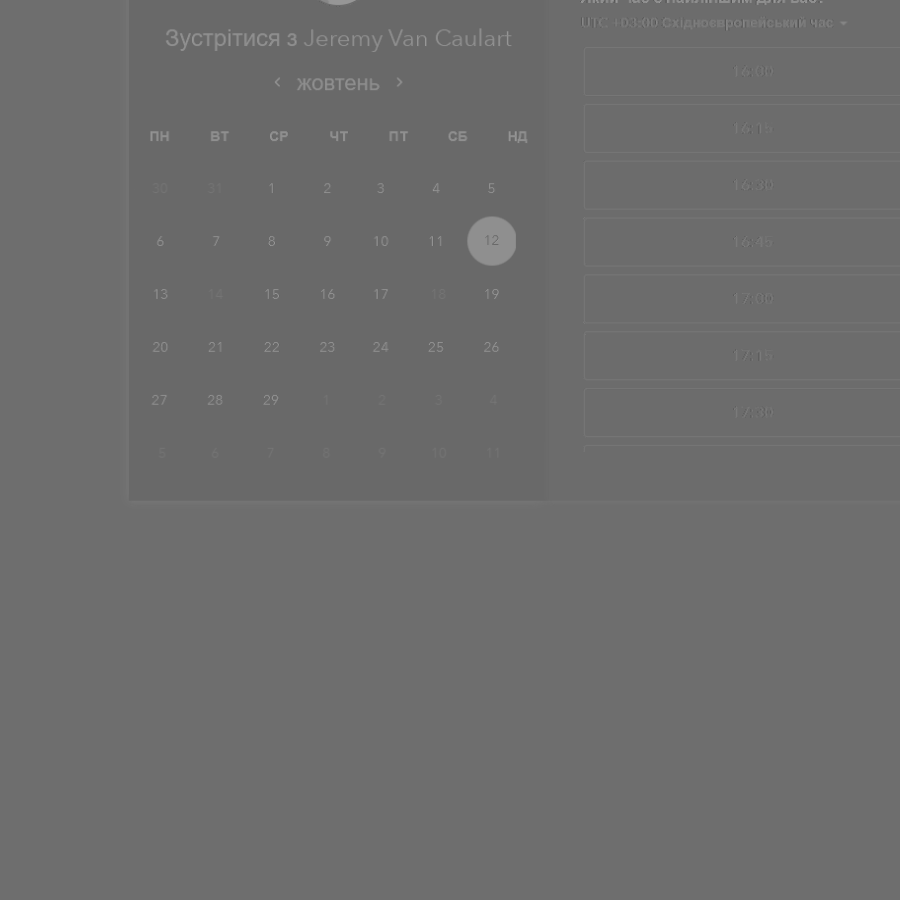 Зустрітися з Jeremy Van Caulart
жовтень
ПН ВТ СР ЧТ ПТ СБ НД
30 31 1 2 3 4 5
6 7 8 9 10 11 12
13 14 15 16 17 18 19
20 21 22 23 24 25 26
27 28 29 1 2 3 4
5 6 7 8 9 10 11
Який час є найліпшим для вас?
UTC +03:00 Східноєвропейський час
16:00
16:15
16:30
16:45
17:00
17:15
17:30